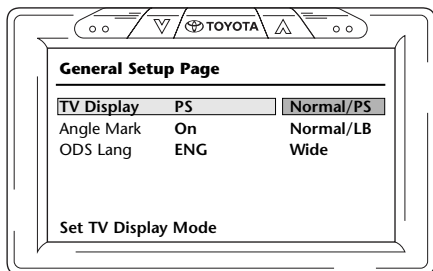 TOYOTA
General Setup Page
TV Display PS Normal/PS
Angle Mark On Normal/LB
ODS Lang ENG Wide
Set TV Display Mode